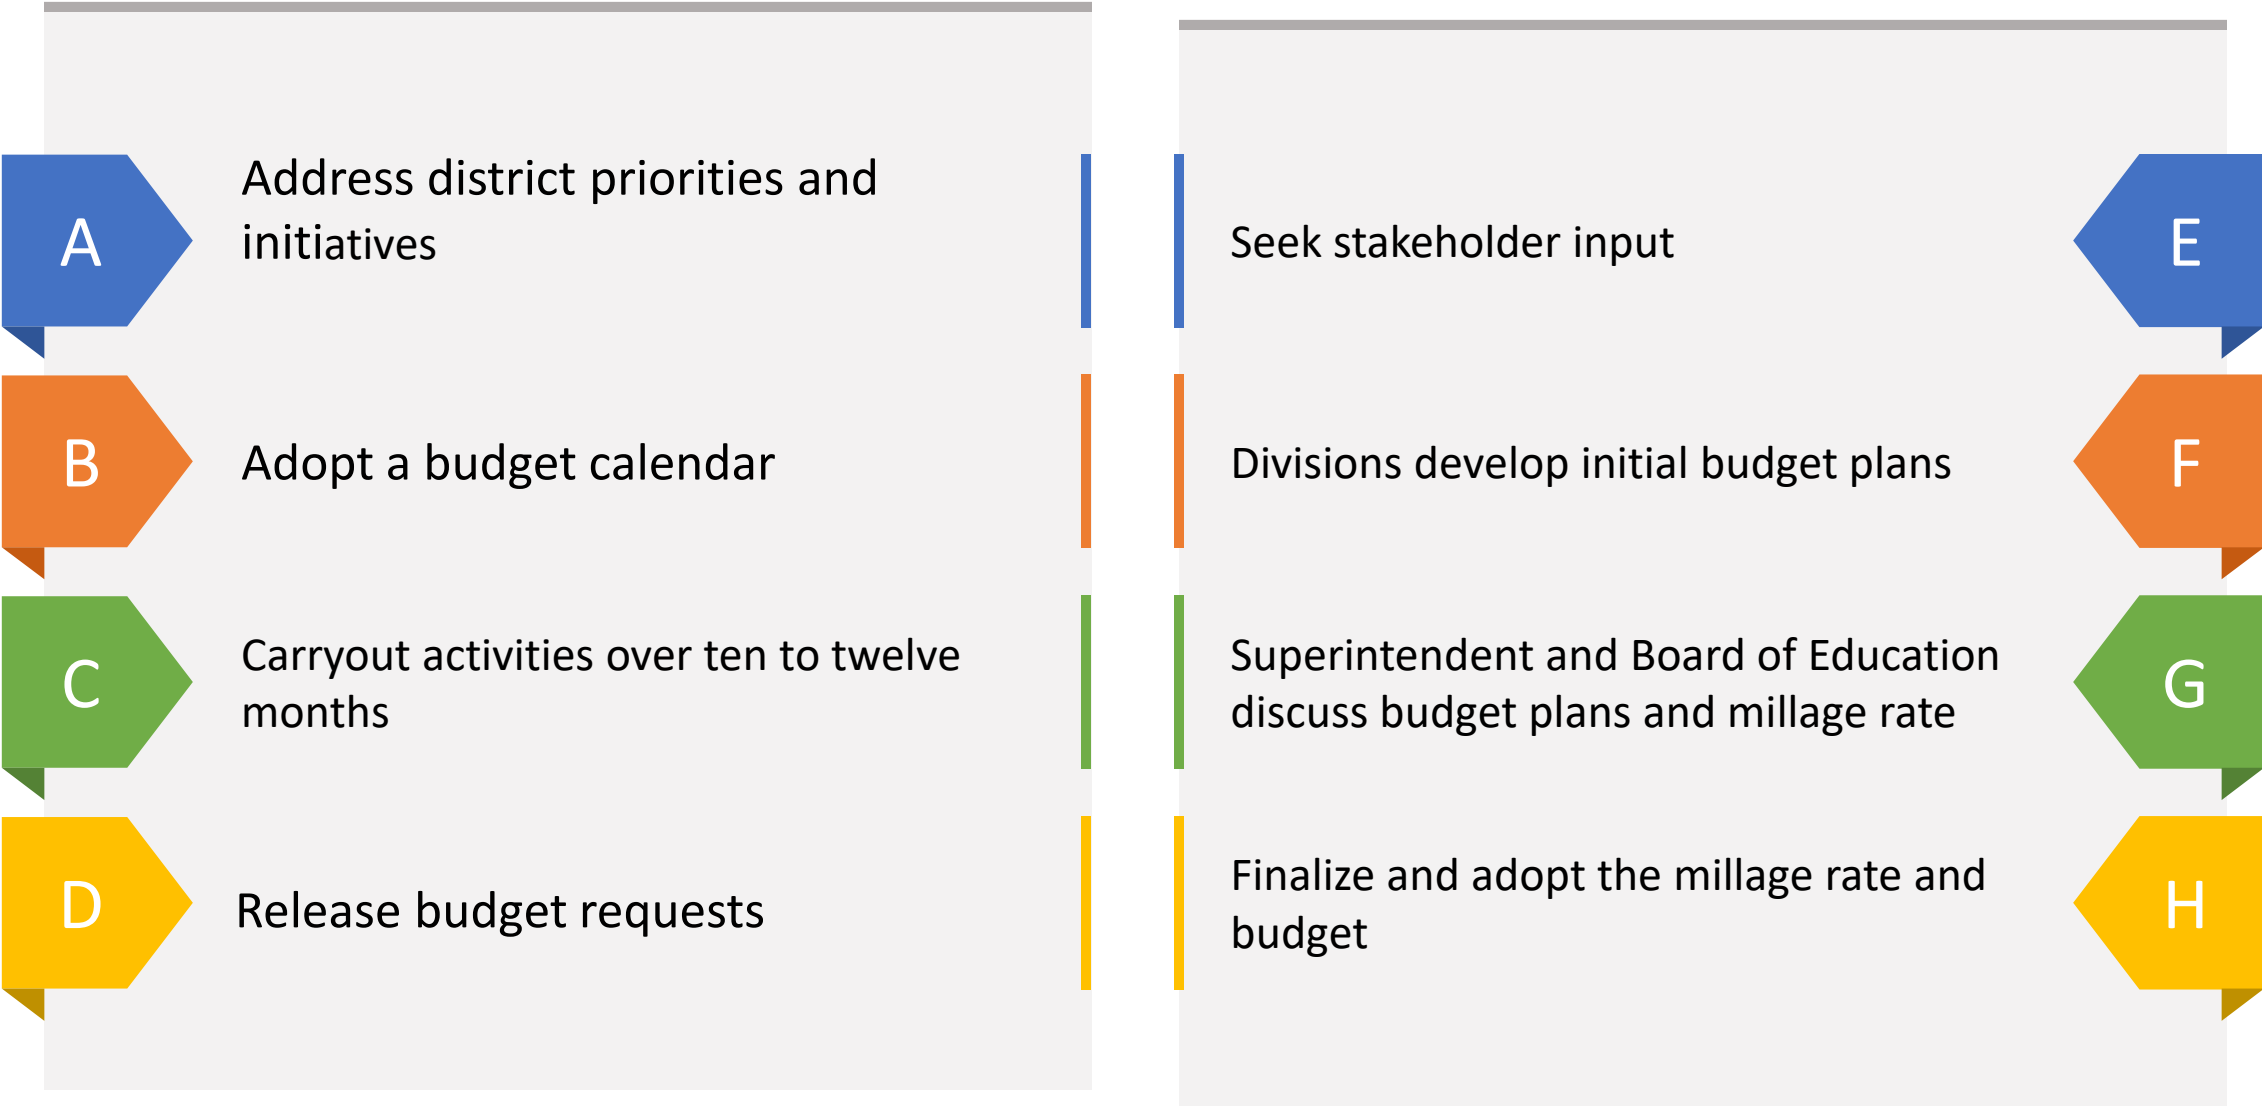 A
Address district priorities and
initiatives
B
Adopt a budget calendar
C
Carryout activities over ten to twelve
months
D
Release budget requests
E
Seek stakeholder input
F
Divisions develop initial budget plans
G
Superintendent and Board of Education
discuss budget plans and millage rate
H
Finalize and adopt the millage rate and
budget